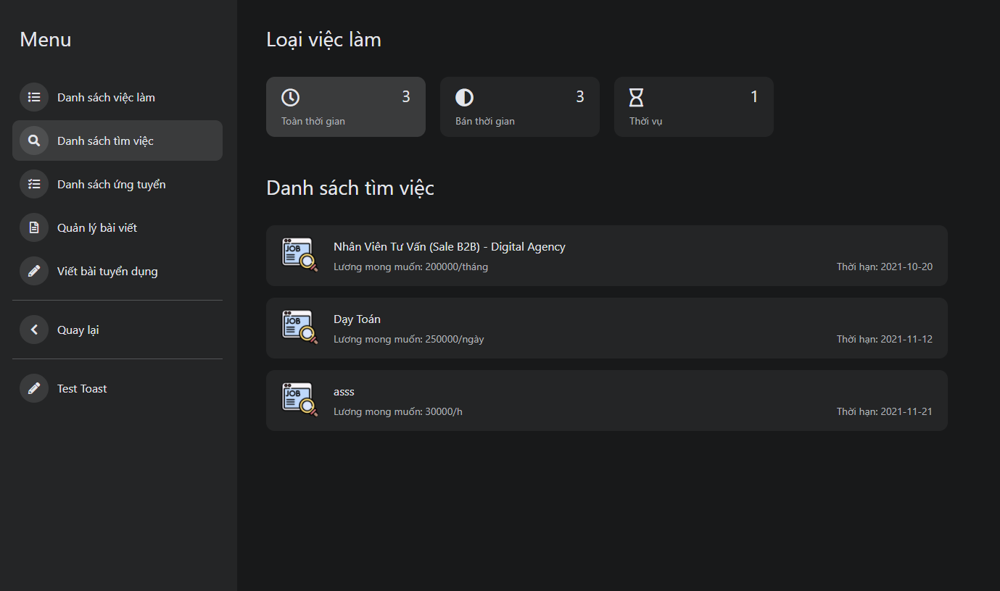 Menu
Danh sách việc làm
Danh sách tìm việc
Danh sách ứng tuyển
Quản lý bài viết
Viết bài tuyển dụng
Quay lại
Test Toast
Loại việc làm
3
Toàn thời gian
3
Bán thời gian
1
Thời vụ
Danh sách tìm việc
JOB
Nhân Viên Tư Vấn (Sale B2B) - Digital Agency
Lương mong muốn: 200000/tháng
Thời hạn: 2021-10-20
JOB
Dạy Toán
Lương mong muốn: 250000/ngày
Thời hạn: 2021-11-12
JOB
asss
Lương mong muốn: 30000/h
Thời hạn: 2021-11-21